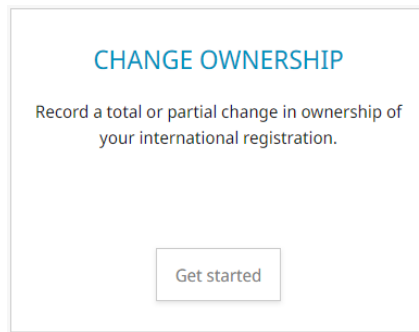 CHANGE OWNERSHIP
Record a total or partial change in ownership of
your international registration.
Get started